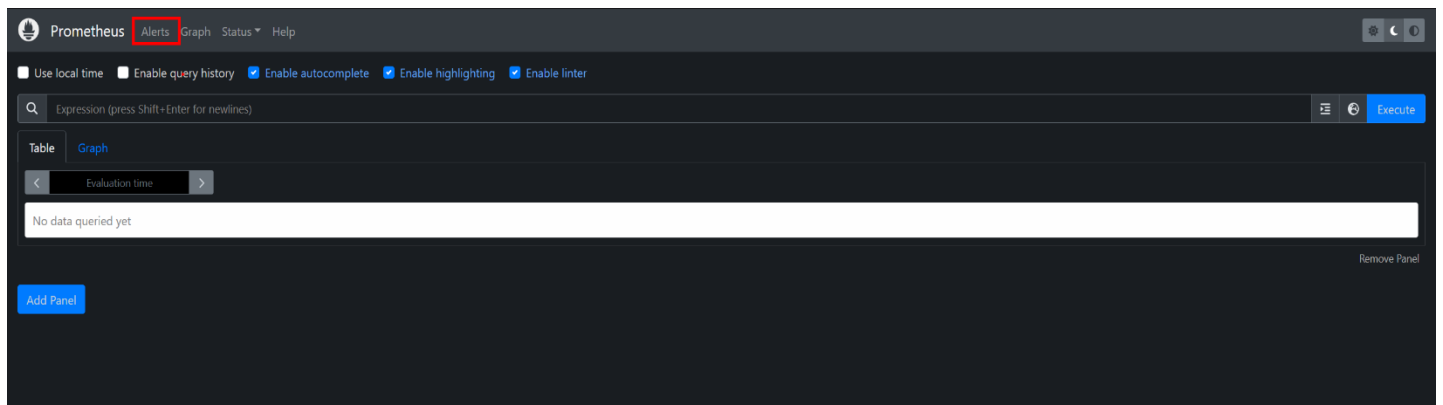 Prometheus Alerts Graph Status Help
Use local time Enable query history Enable autocomplete Enable highlighting Enable linter
Expression (press Shift+Enter for newlines) Execute
Table Graph
Evaluation time
No data queried yet
Remove Panel
Add Panel